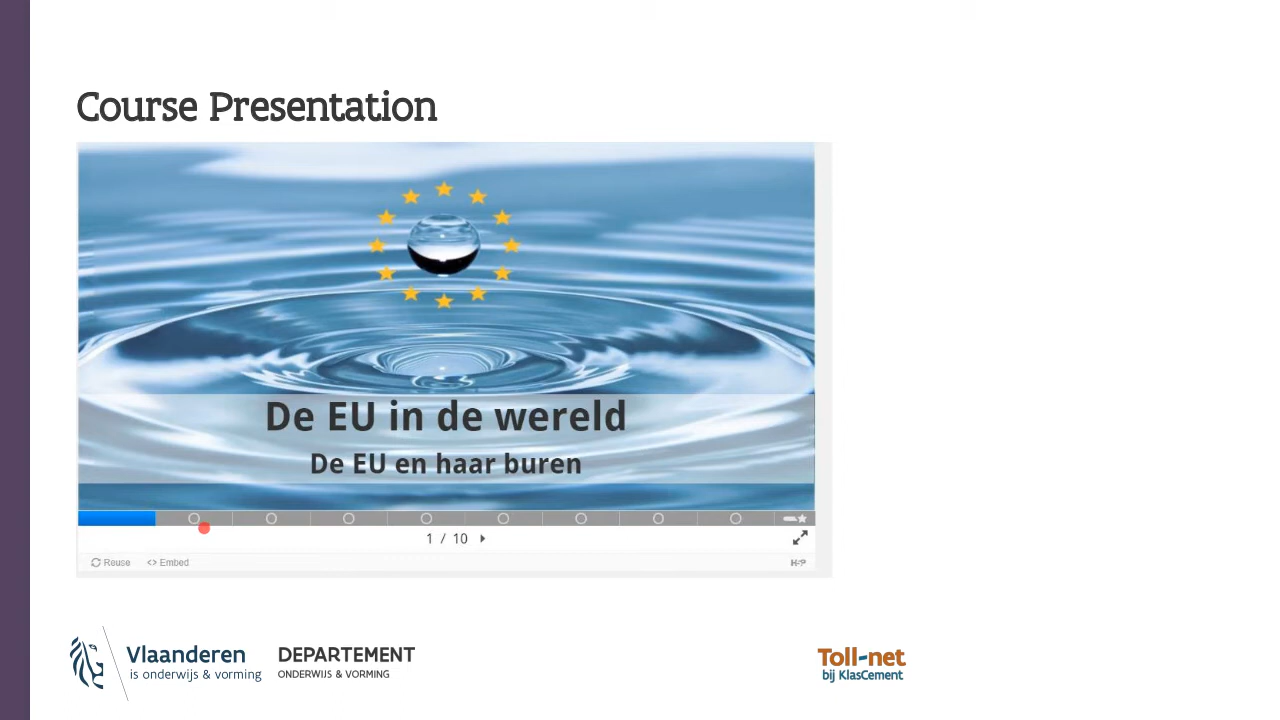 Course Presentation
De EU in de wereld
De EU en haar buren
1 / 10
Reuse <> Embed
H5P
Vlaanderen
is onderwijs & vorming
DEPARTEMENT
ONDERWIJS & VORMING
Toll-net
bij KlasCement